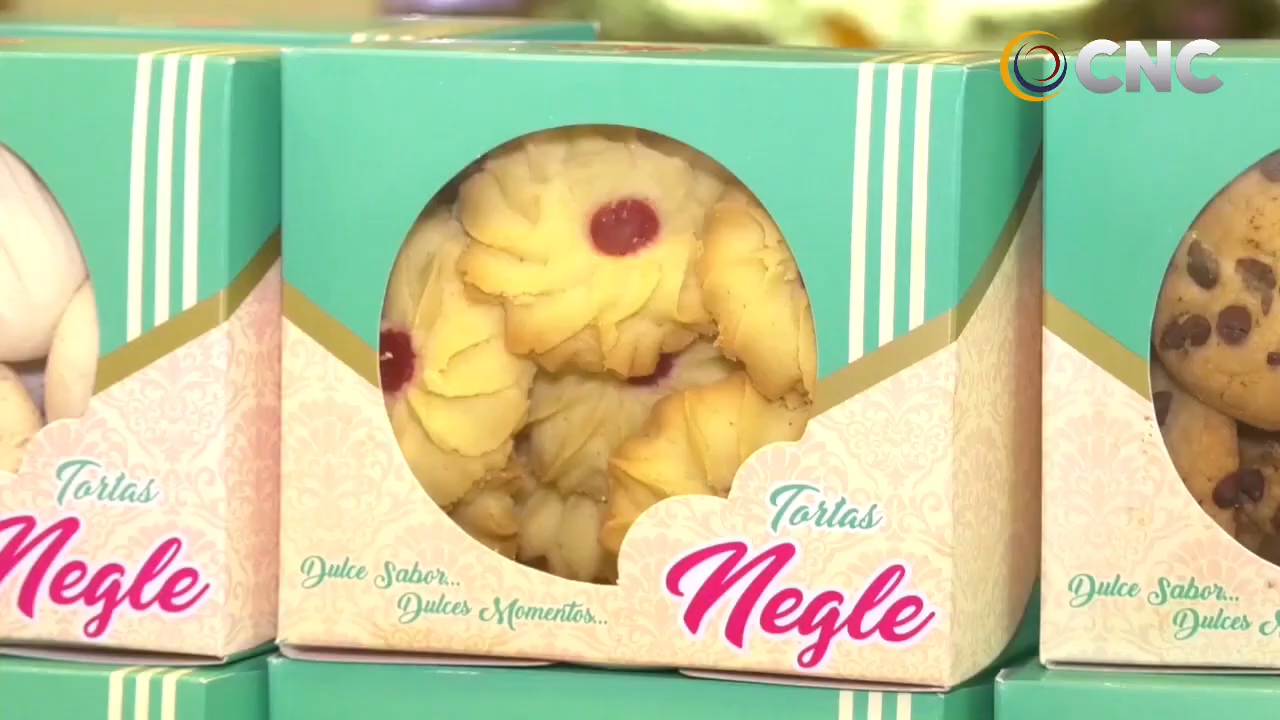 CNC
Tortas
Negle
Tortas
Negle
Dulce Sabor...
Dulces Momentos...
Dulce Sabor...
Dulces